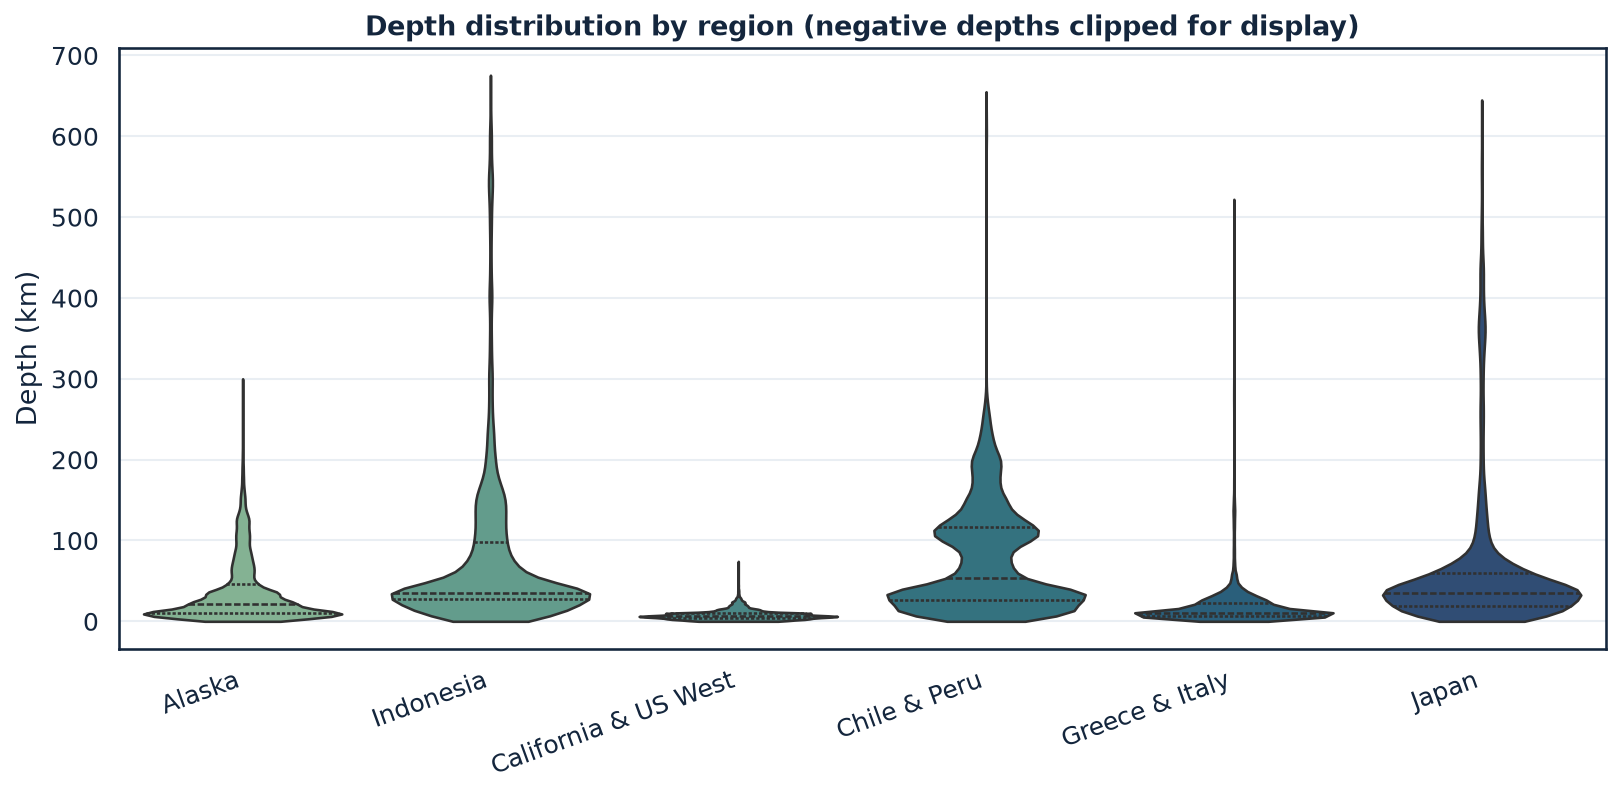 Depth distribution by region (negative depths clipped for display)
Depth (km)
700
600
500
400
300
200
100
0
Alaska
Indonesia
California & US West
Chile & Peru
Greece & Italy
Japan